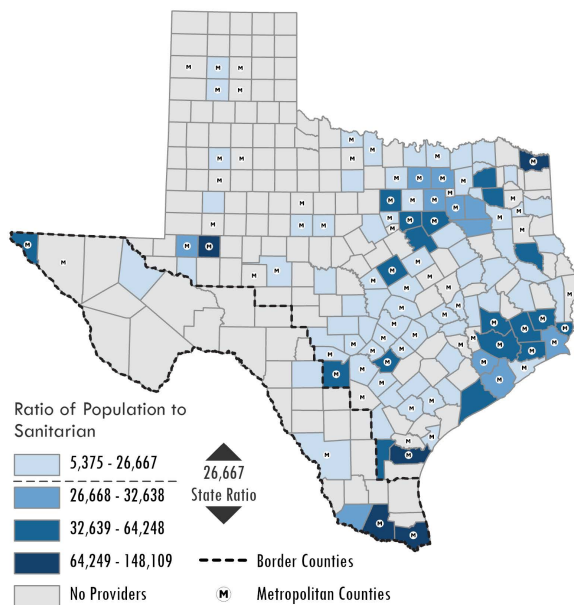 Ratio of Population to
Sanitarian
5,375 - 26,667
26,668 - 32,638
32,639 - 64,248
64,249 - 148,109
No Providers
26,667
State Ratio
Border Counties
M Metropolitan Counties